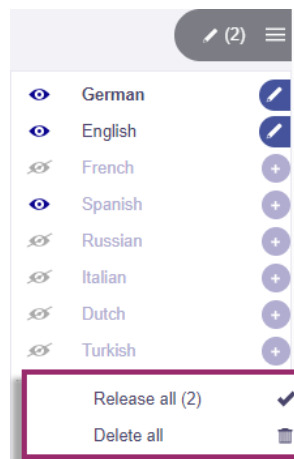 (2)
German
English
French
Spanish
Russian
Italian
Dutch
Turkish
Release all (2)
Delete all